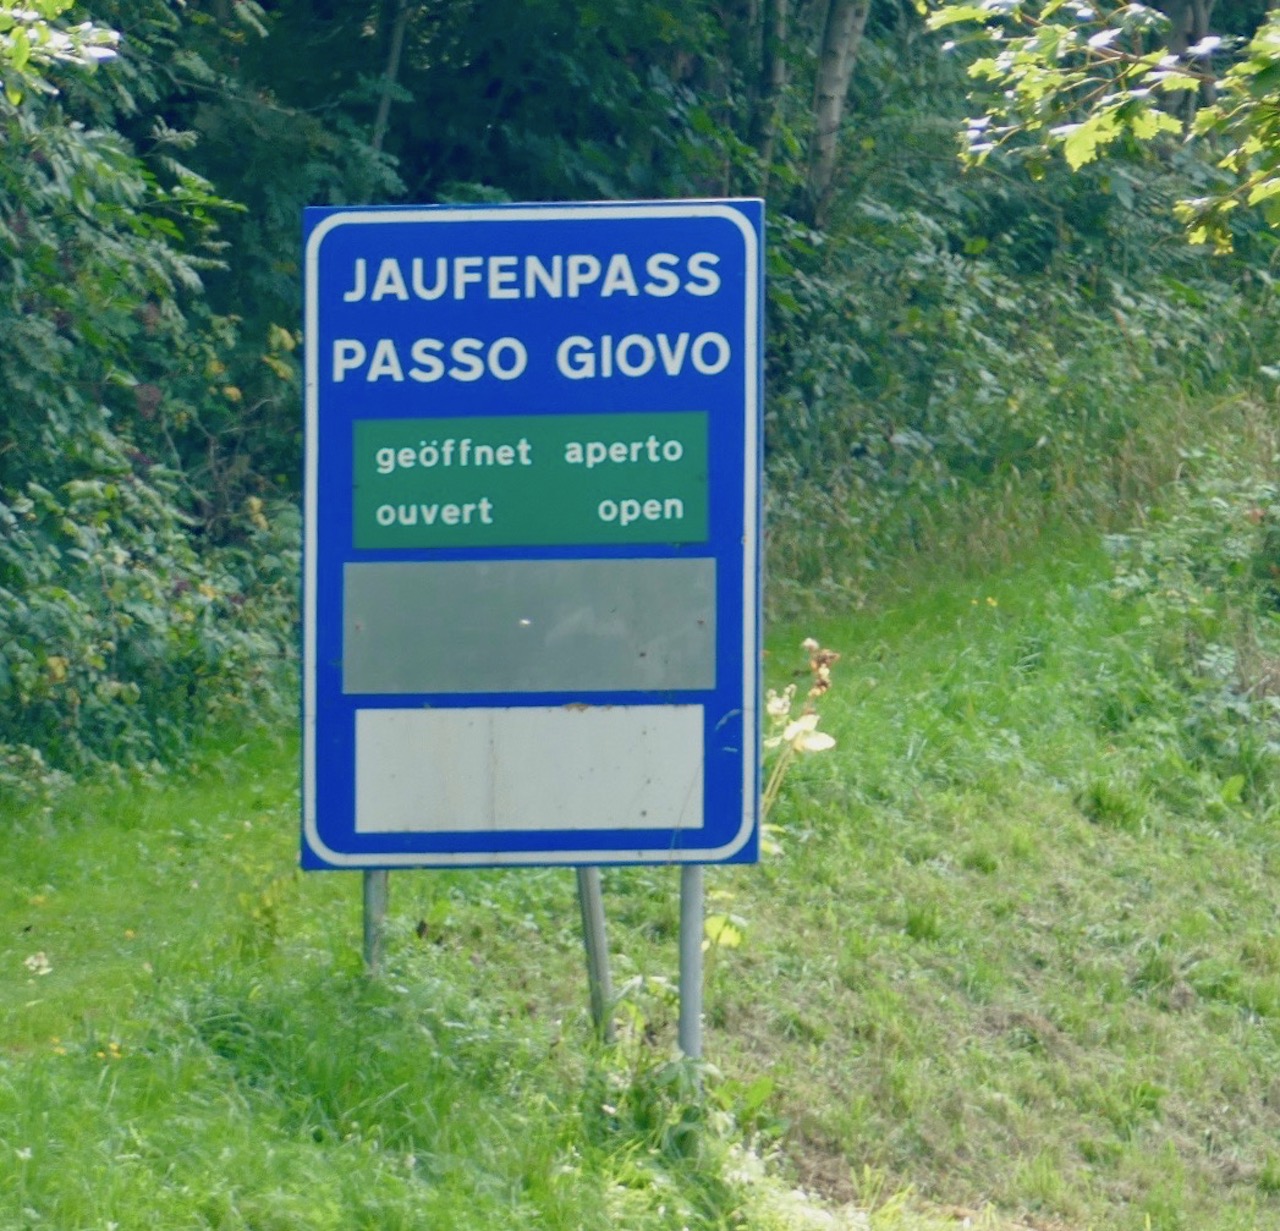 JAUFENPASS
PASSO GIOVO
geöffnet aperto
ouvert open